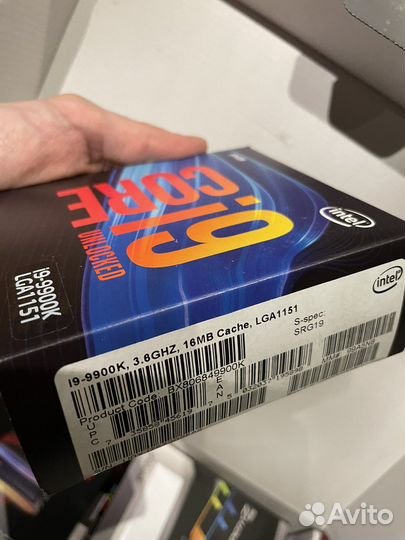 intel
i9
CORE
UNLOCKED
I9-9900K
LGA1151
intel
I9-9900K, 3.6GHZ, 16MB Cache, LGA1151
S-spec:
SRG19
Product Code: BX806849900K
UPC
EAN
Avito